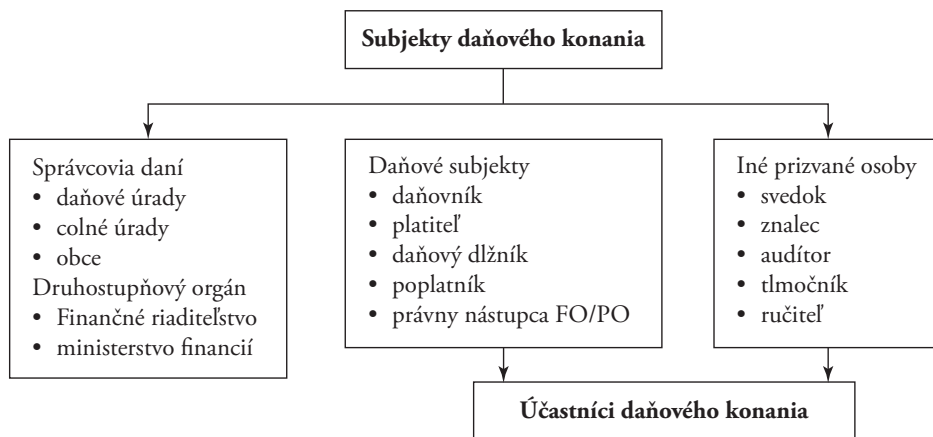 Subjekty daňového konania
Správcovia daní
• daňové úrady
• colné úrady
• obce
Druhostupňový orgán
• Finančné riaditeľstvo
• ministerstvo financií
Daňové subjekty
• daňovník
• platiteľ
• daňový dlžník
• poplatník
• právny nástupca FO/PO
Iné prizvané osoby
• svedok
• znalec
• audítor
• tlmočník
• ručiteľ
Účastníci daňového konania